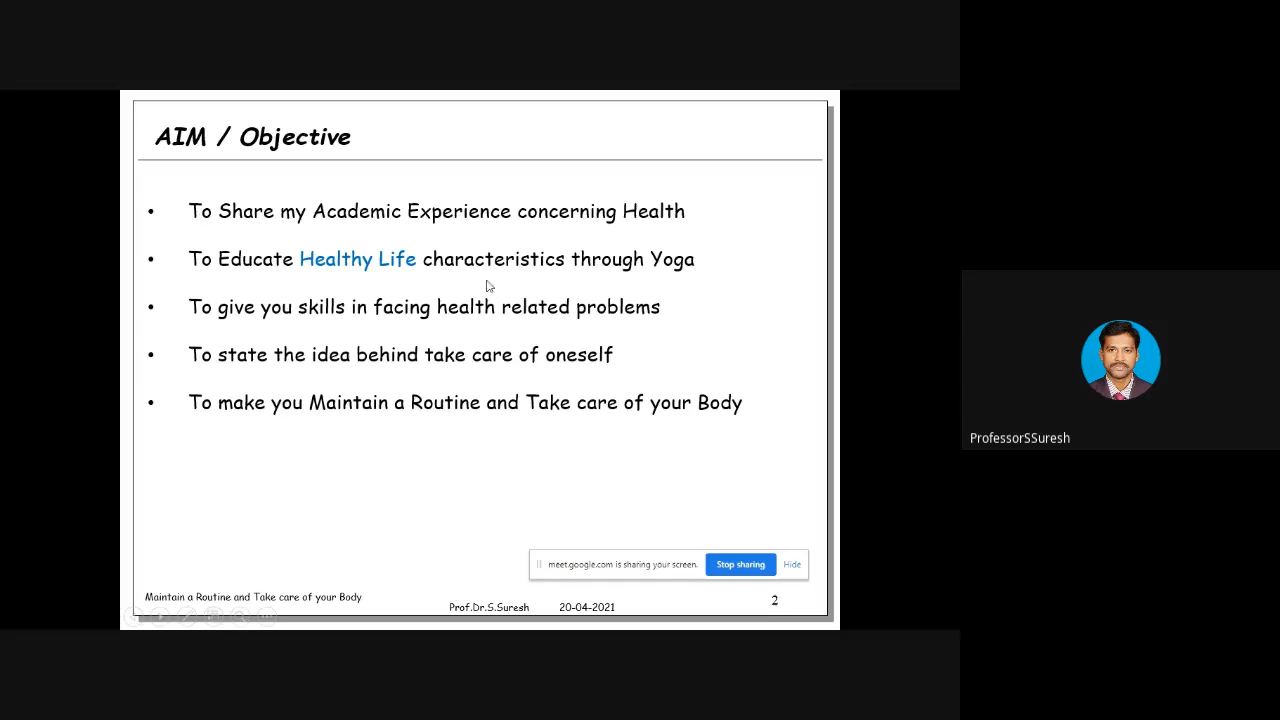 AIM / Objective
• To Share my Academic Experience concerning Health
• To Educate Healthy Life characteristics through Yoga
• To give you skills in facing health related problems
• To state the idea behind take care of oneself
• To make you Maintain a Routine and Take care of your Body
ProfessorSSuresh
meet.google.com is sharing your screen. Stop sharing Hide
Maintain a Routine and Take care of your Body
Prof.Dr.S.Suresh 20-04-2021
2